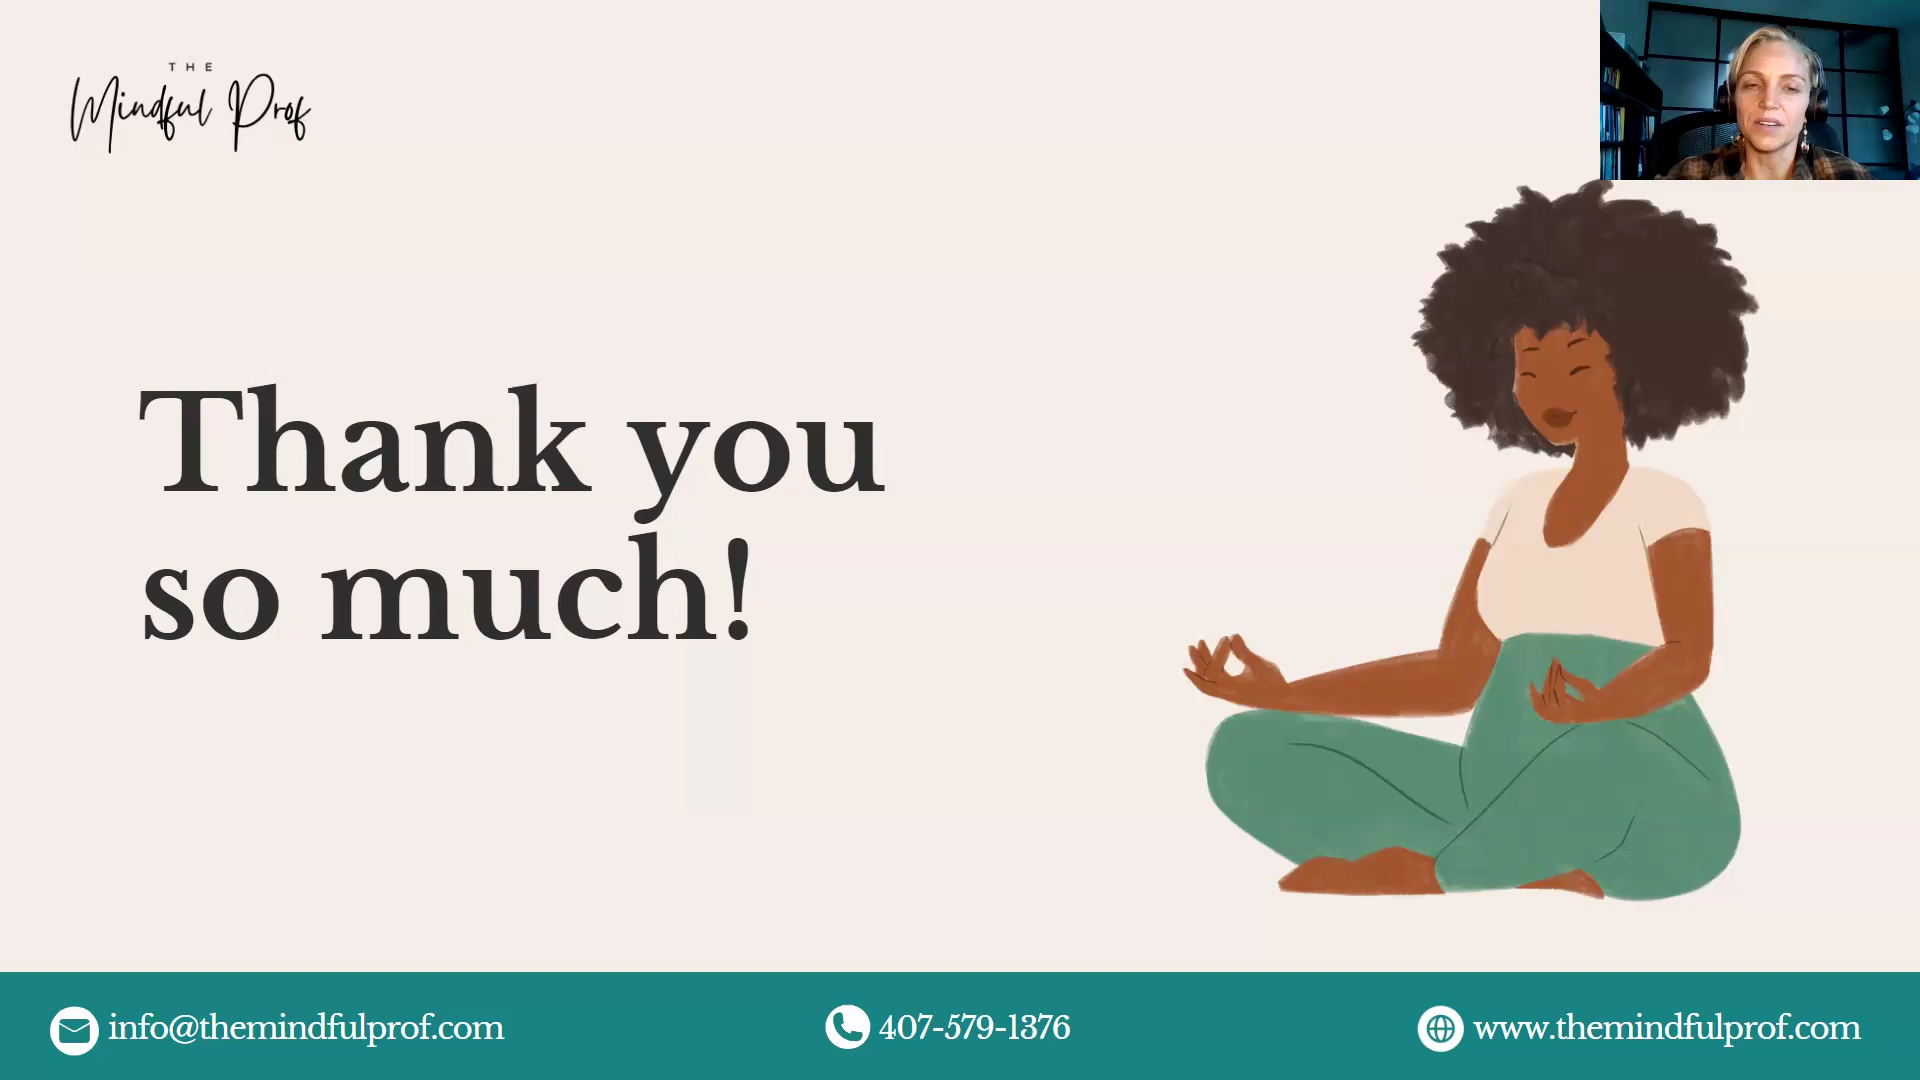 THE
Mindful Prof
Thank you
so much!
info@themindfulprof.com
407-579-1376
www.themindfulprof.com